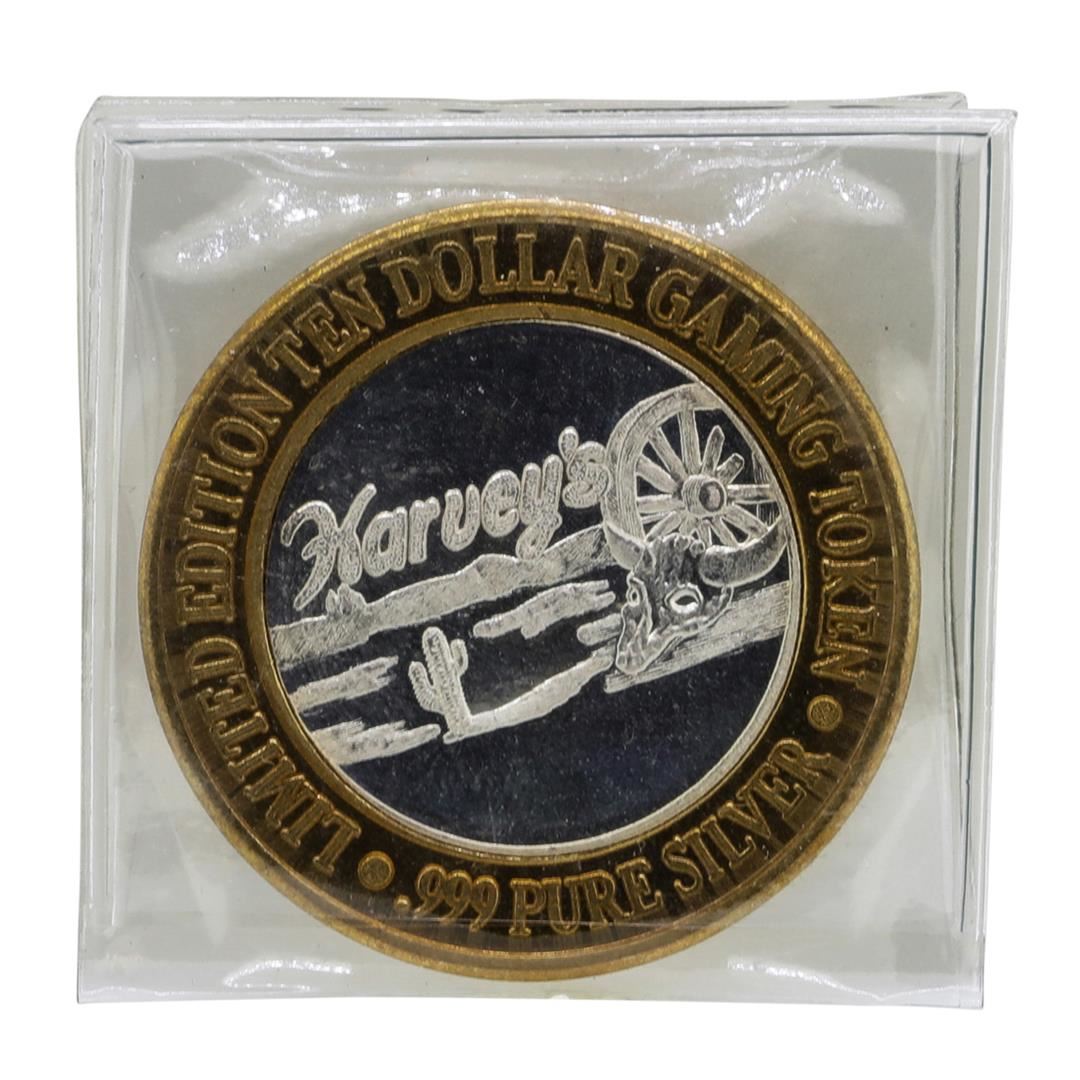 LIMITED EDITION TEN DOLLAR GAMING TOKEN
Harvey's
.999 PURE SILVER